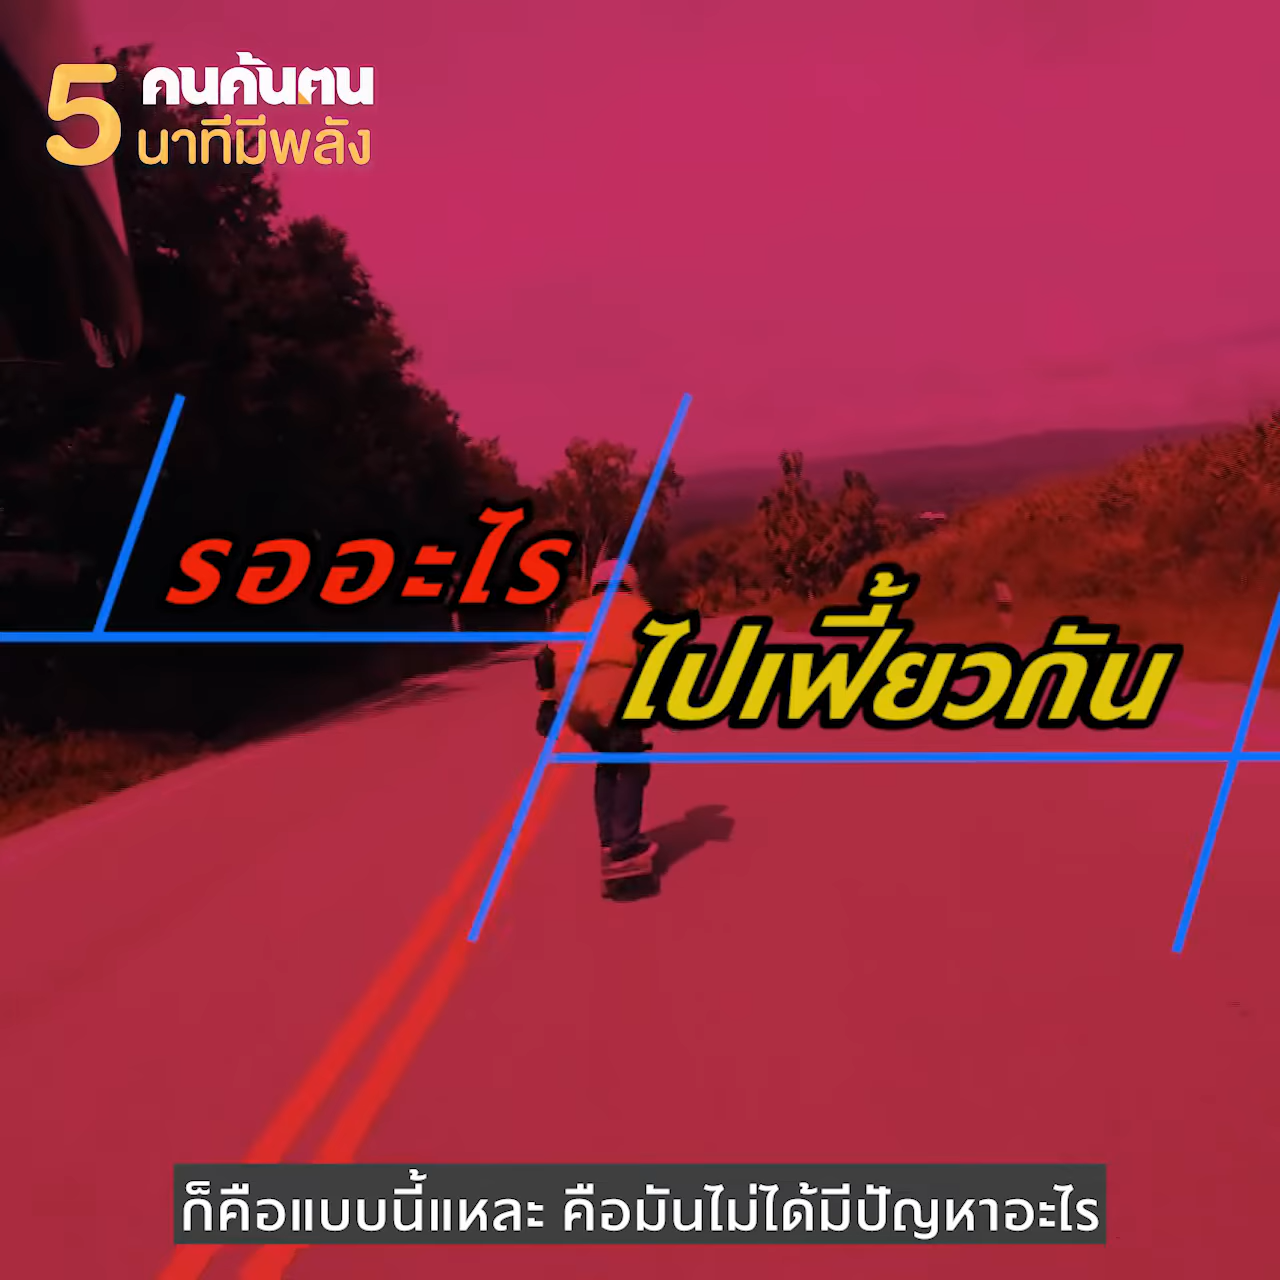 5 คนค้นฅน
นาทีมีพลัง
รออะไร
ไปเฟี้ยวกัน
ก็คือแบบนี้แหละ คือมันไม่ได้มีปัญหาอะไร